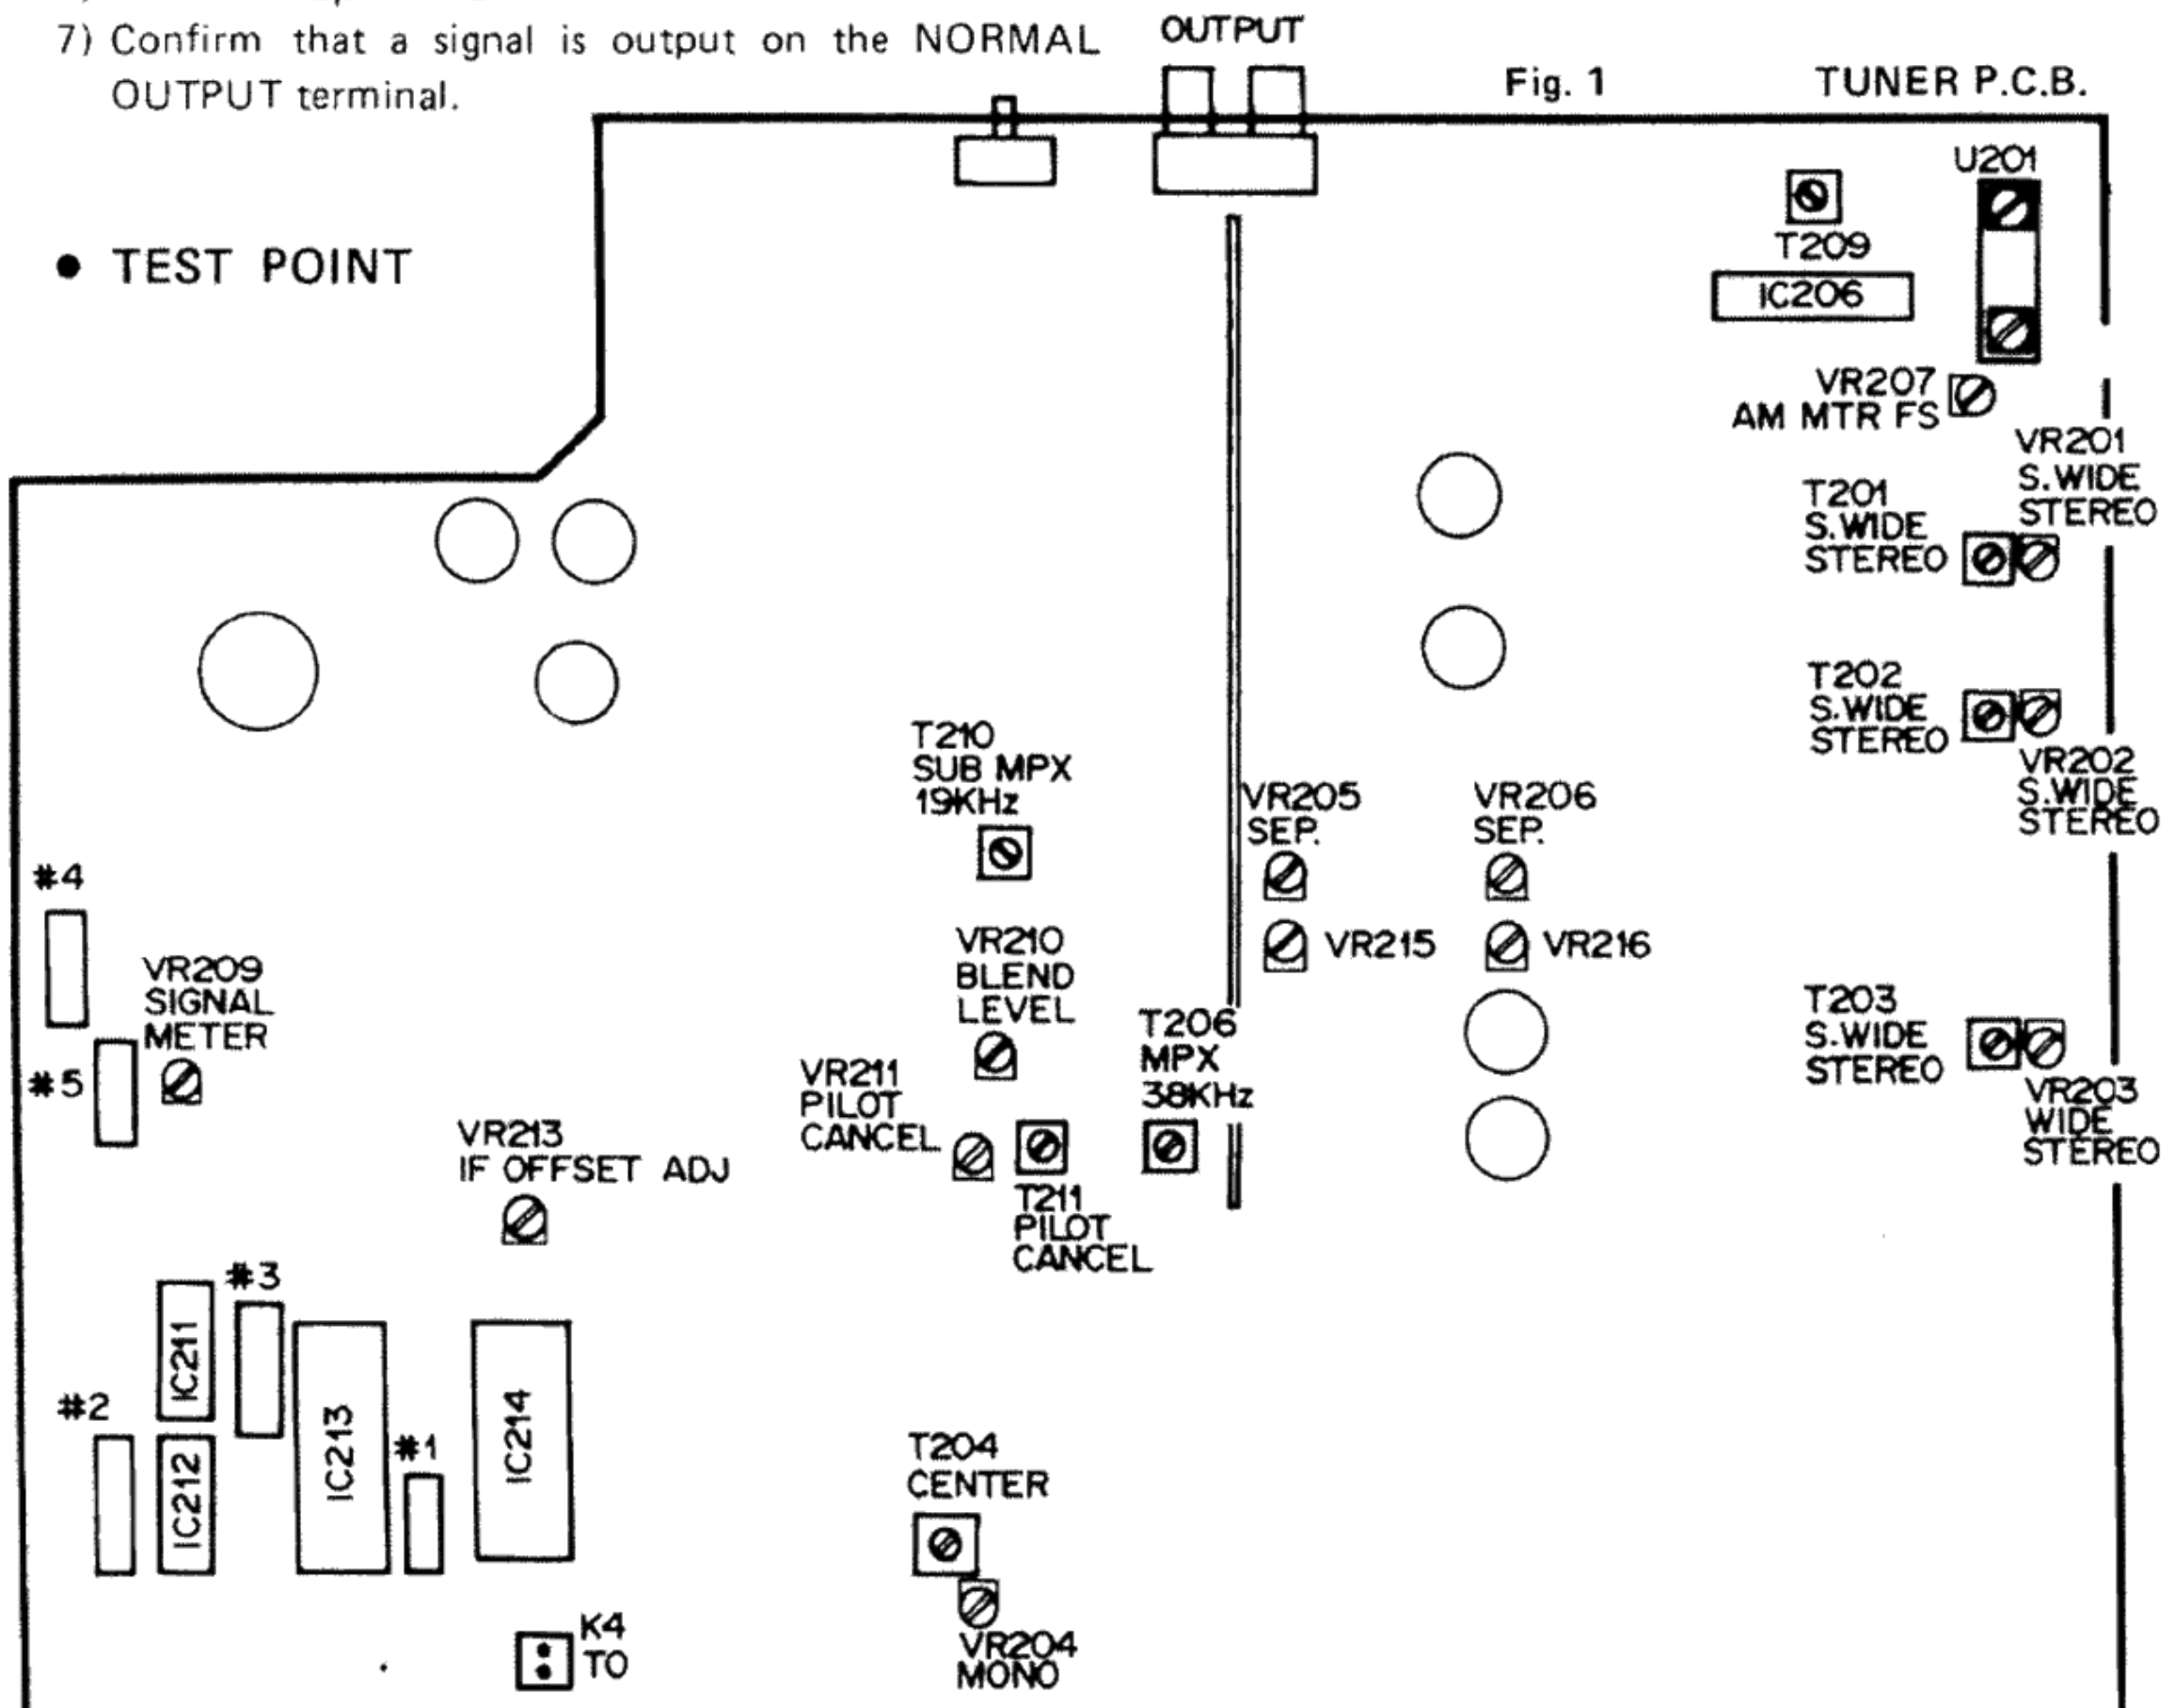 7) Confirm that a signal is output on the NORMAL
OUTPUT terminal.
OUTPUT
Fig. 1
TUNER P.C.B.
• TEST POINT
U201
T209
IC206
VR207
AM MTR FS
VR201
S.WIDE
STEREO
T201
S.WIDE
STEREO
T202
S.WIDE
STEREO
VR202
S.WIDE
STEREO
T210
SUB MPX
19KHz
VR205
SEP.
VR206
SEP.
#4
VR215
VR216
VR210
BLEND
LEVEL
VR209
SIGNAL
METER
#5
T203
S.WIDE
STEREO
T206
MPX
38KHz
VR211
PILOT
CANCEL
VR203
WIDE
STEREO
VR213
IF OFFSET ADJ
T211
PILOT
CANCEL
#3
IC211
#2
IC212
IC213
#1
IC214
T204
CENTER
K4
TO
VR204
MONO